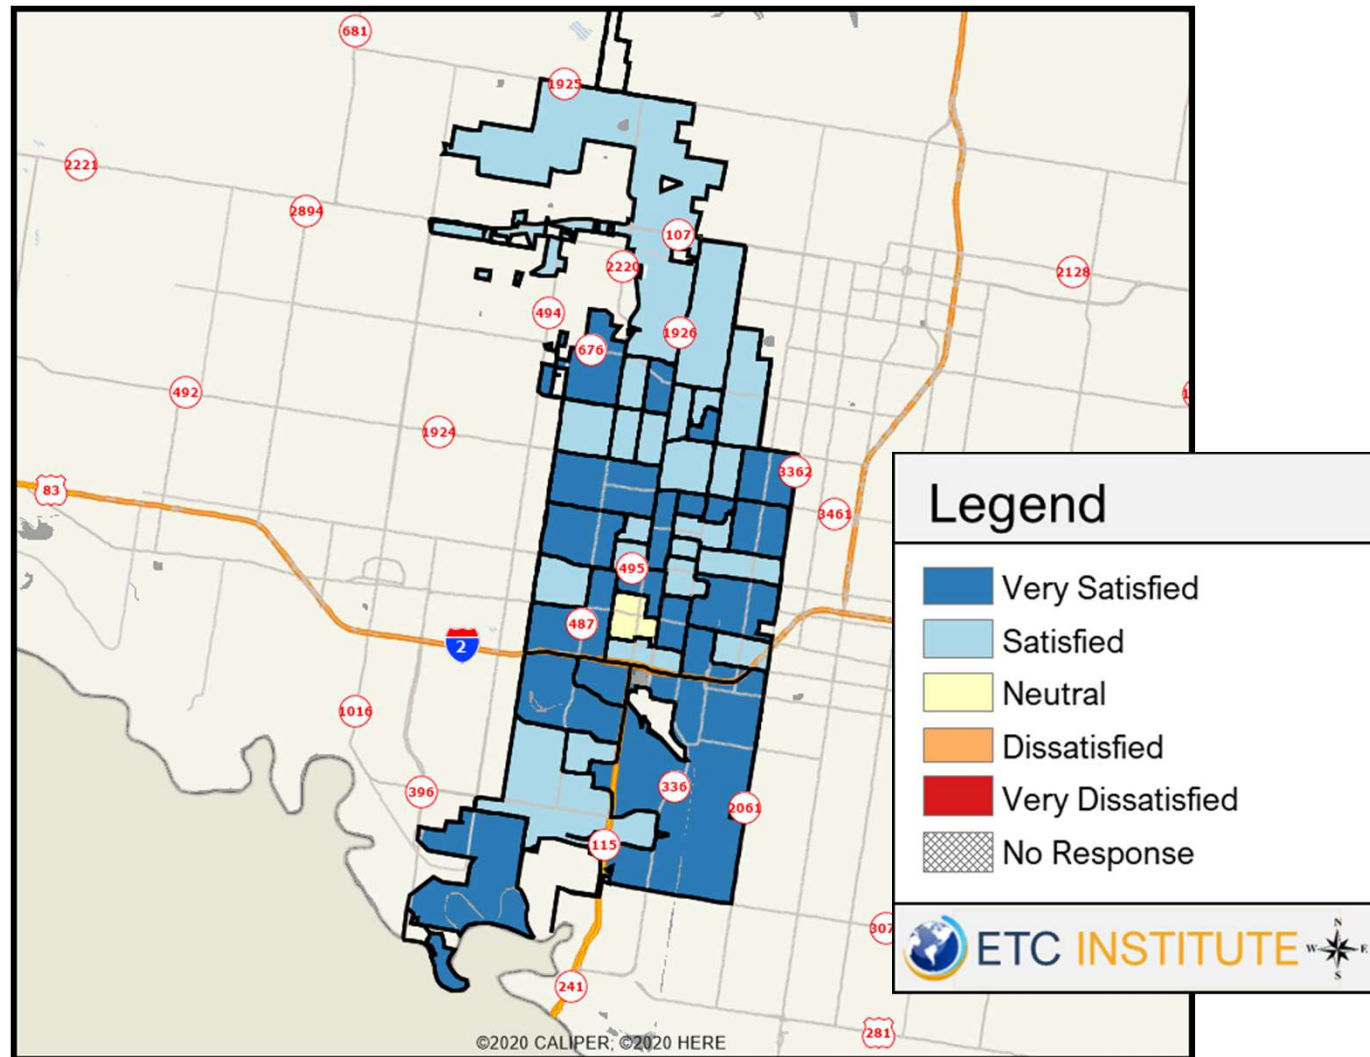 681
1925
2221
2894
107
2220
2128
494
1926
676
492
1924
3362
83
3461
495
487
2
1016
336
396
2061
115
307
241
281
©2020 CALIPER; ©2020 HERE
Legend
Very Satisfied
Satisfied
Neutral
Dissatisfied
Very Dissatisfied
No Response
ETC INSTITUTE
N
W E
S